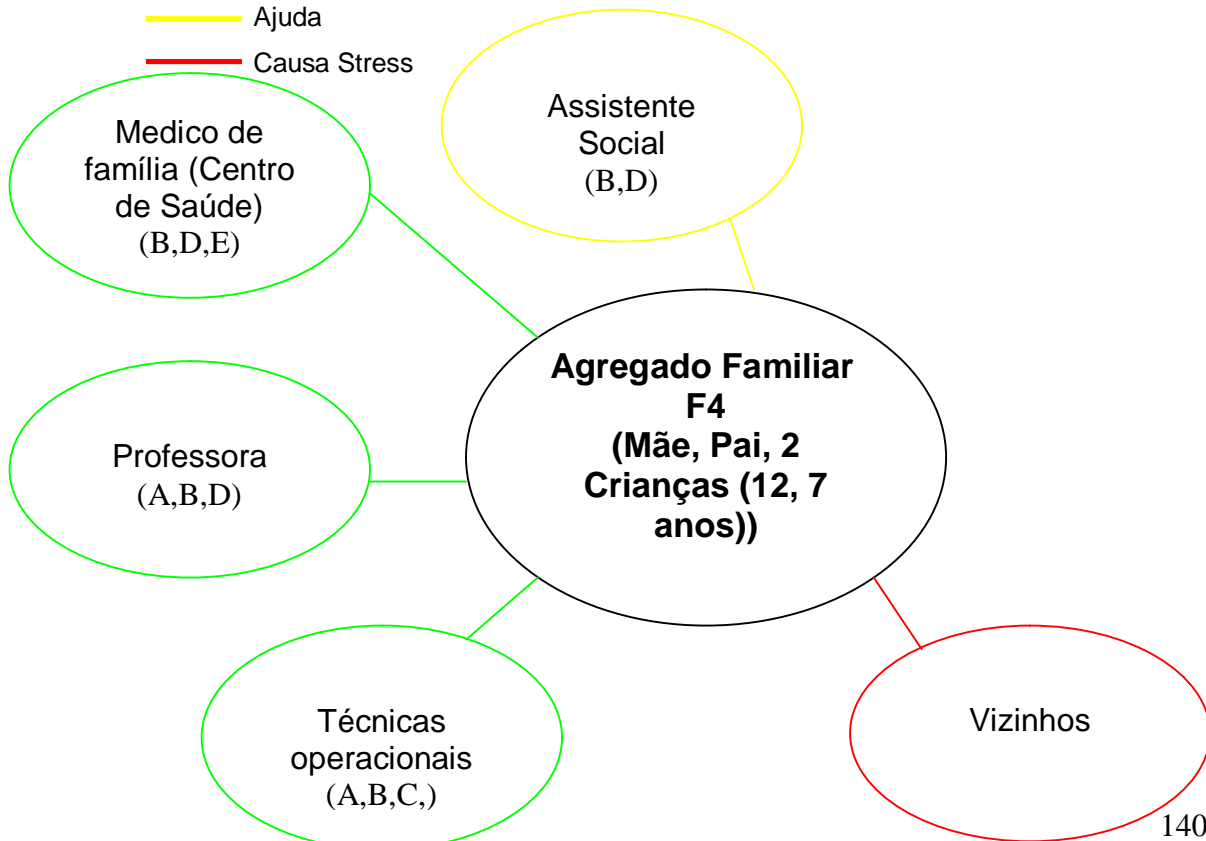 Ajuda
Causa Stress
Assistente
Social
(B,D)
Medico de
família (Centro
de Saúde)
(B,D,E)
Agregado Familiar
F4
(Mãe, Pai, 2
Crianças (12, 7
anos))
Professora
(A,B,D)
Técnicas
operacionais
(A,B,C,)
Vizinhos
140